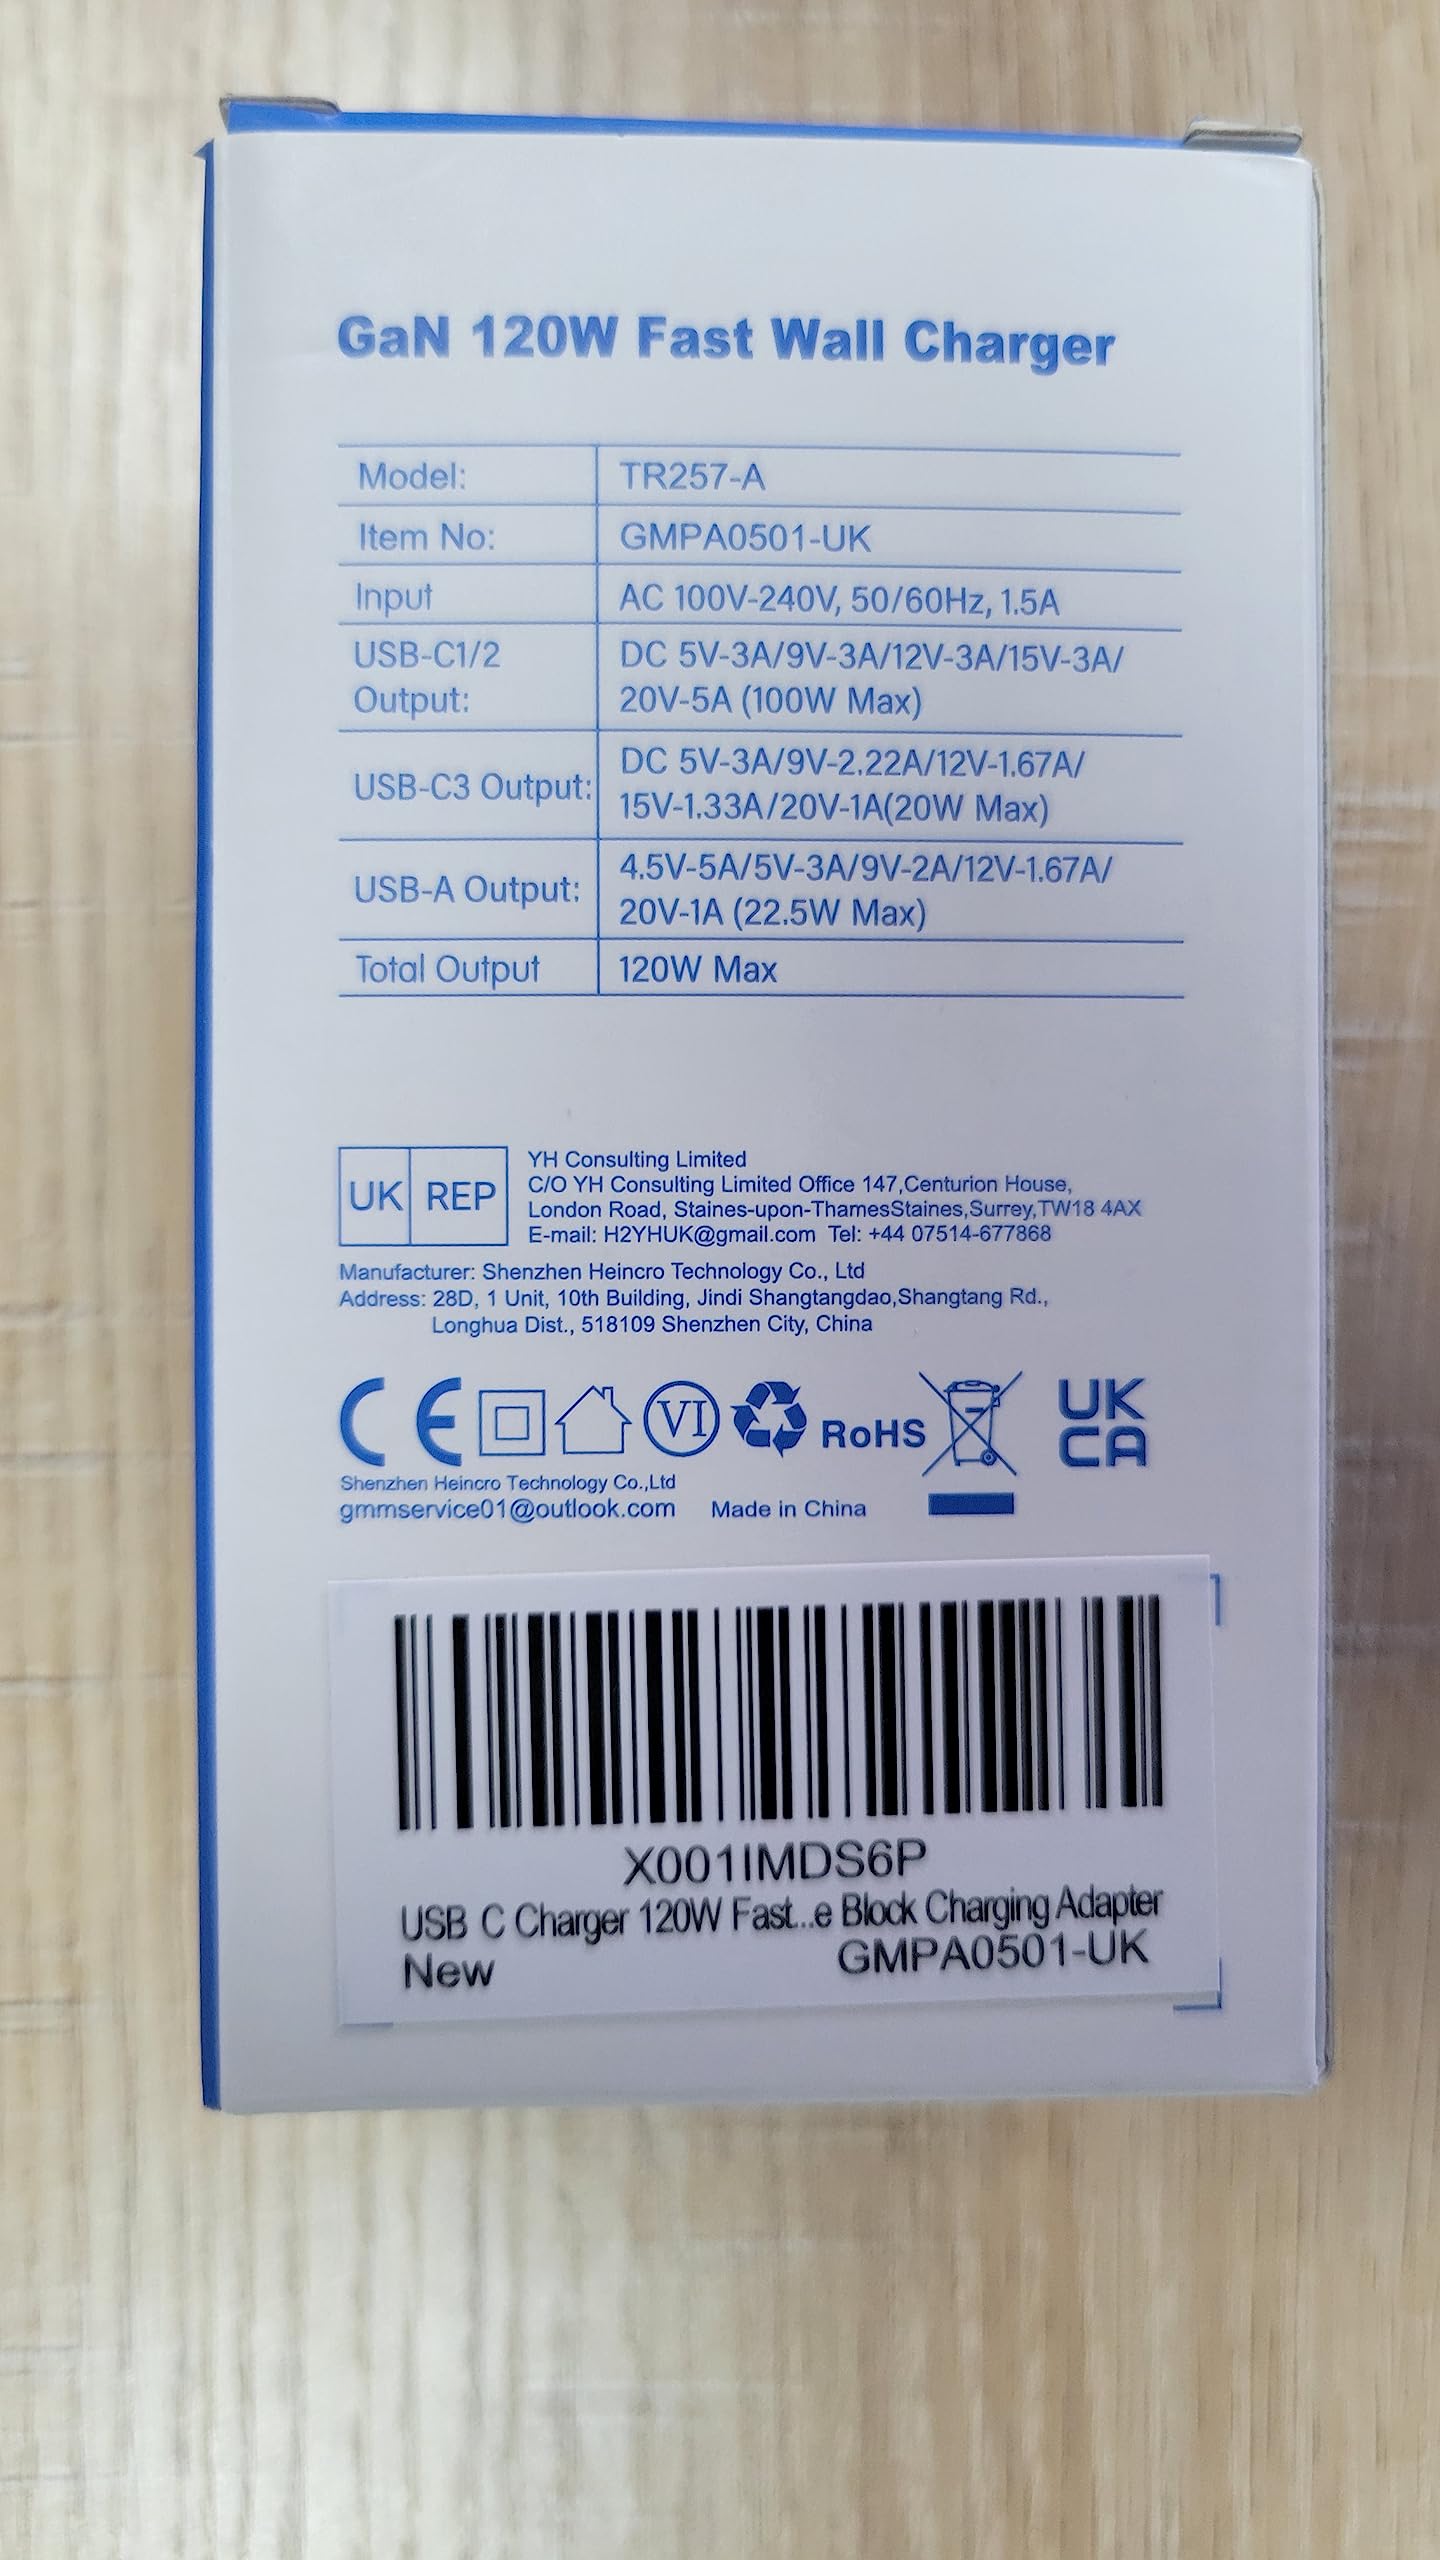 GaN 120W Fast Wall Charger
Model: TR257-A
Item No: GMPA0501-UK
Input AC 100V-240V, 50/60Hz, 1.5A
USB-C1/2 Output: DC 5V-3A/9V-3A/12V-3A/15V-3A/
20V-5A (100W Max)
USB-C3 Output: DC 5V-3A/9V-2.22A/12V-1.67A/
15V-1.33A/20V-1A(20W Max)
USB-A Output: 4.5V-5A/5V-3A/9V-2A/12V-1.67A/
20V-1A (22.5W Max)
Total Output 120W Max
UK REP
YH Consulting Limited
C/O YH Consulting Limited Office 147,Centurion House,
London Road, Staines-upon-ThamesStaines,Surrey,TW18 4AX
E-mail: H2YHUK@gmail.com Tel: +44 07514-677868
Manufacturer: Shenzhen Heincro Technology Co., Ltd
Address: 28D, 1 Unit, 10th Building, Jindi Shangtangdao,Shangtang Rd.,
Longhua Dist., 518109 Shenzhen City, China
CE VI RoHS UK
CA
Shenzhen Heincro Technology Co.,Ltd
gmmservice01@outlook.com Made in China
X001IMDS6P
USB C Charger 120W Fast...e Block Charging Adapter
New GMPA0501-UK